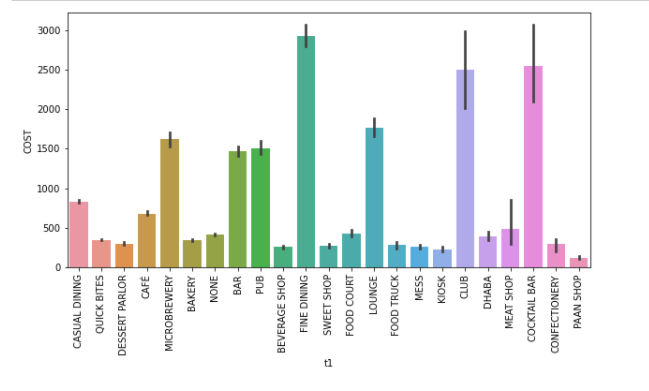 3000
2500
2000
1500
1000
500
0
COST
CASUAL DINING
QUICK BITES
DESSERT PARLOR
CAFÉ
MICROBREWERY
BAKERY
NONE
BAR
PUB
BEVERAGE SHOP
FINE DINING
SWEET SHOP
FOOD COURT
LOUNGE
FOOD TRUCK
MESS
KIOSK
CLUB
DHABA
MEAT SHOP
COCKTAIL BAR
CONFECTIONERY
PAAN SHOP
t1